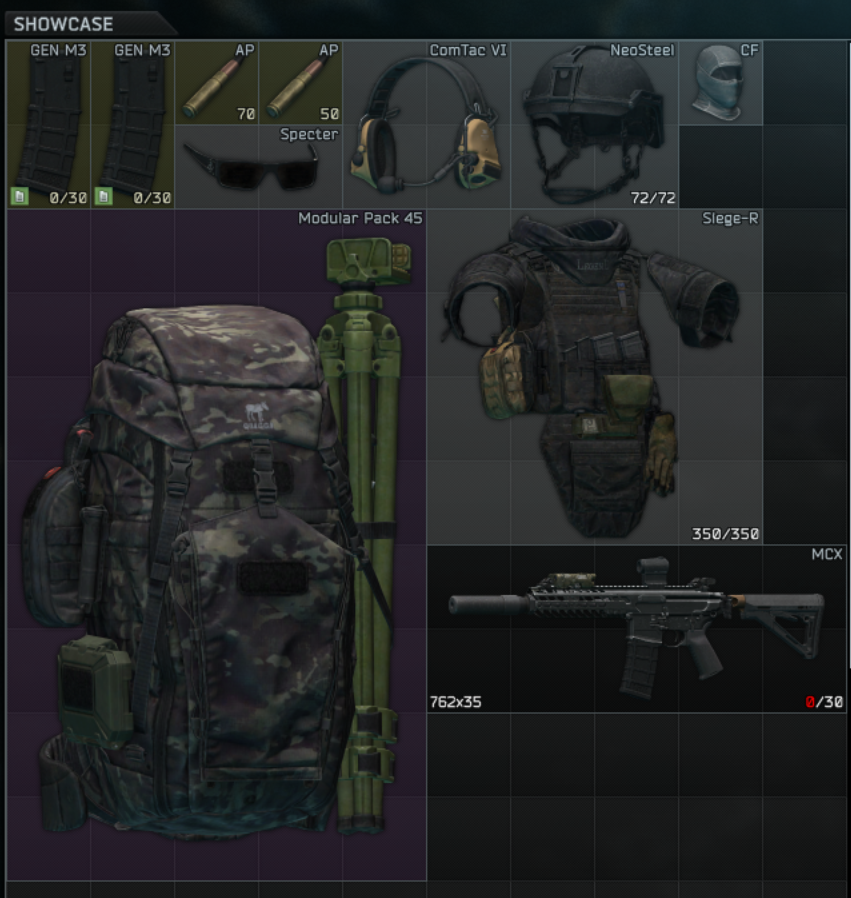 SHOWCASE
GEN M3
GEN M3
AP
AP
ComTac VI
NeoSteel
CF
70
50
Specter
0/30
0/30
72/72
Modular Pack 45
Slege-R
350/350
MCX
762x35
0/30